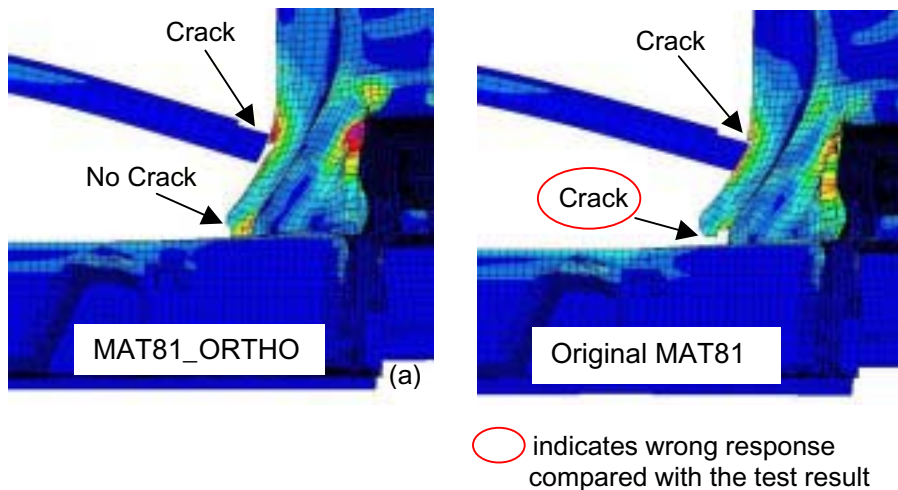 Crack
No Crack
MAT81_ORTHO
(a)
Crack
Crack
Original MAT81
indicates wrong response
compared with the test result